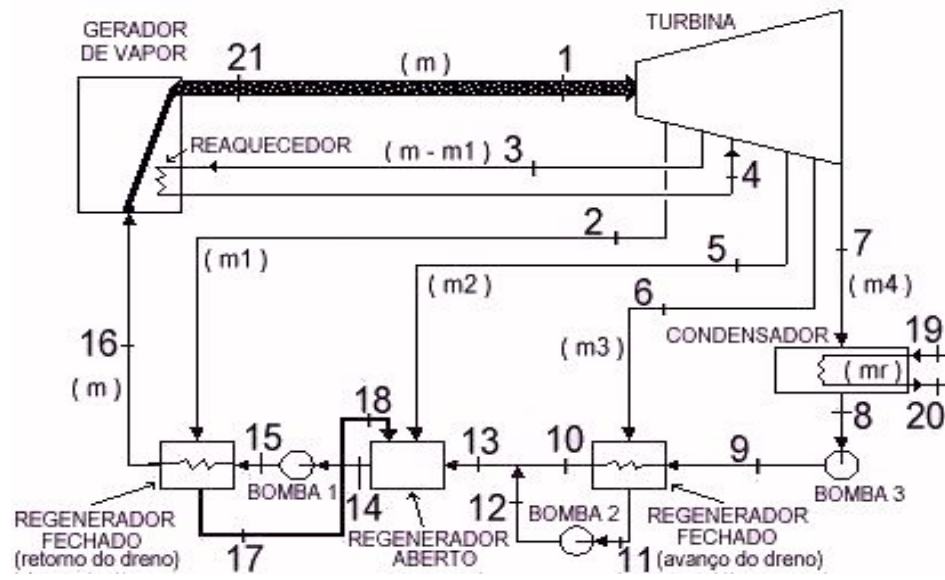 TURBINA
GERADOR
DE VAPOR
21
( m )
1
REAQUECEDOR
( m - m1 )
3
4
2
( m1 )
5
( m2 )
6
7
( m4 )
16
( m )
( m3 )
CONDENSADOR
19
( mr )
20
8
18
15
13
10
9
BOMBA 1
14
12
BOMBA 2
11
BOMBA 3
REGENERADOR
FECHADO
(retorno do dreno)
17
REGENERADOR
ABERTO
REGENERADOR
FECHADO
(avanço do dreno)